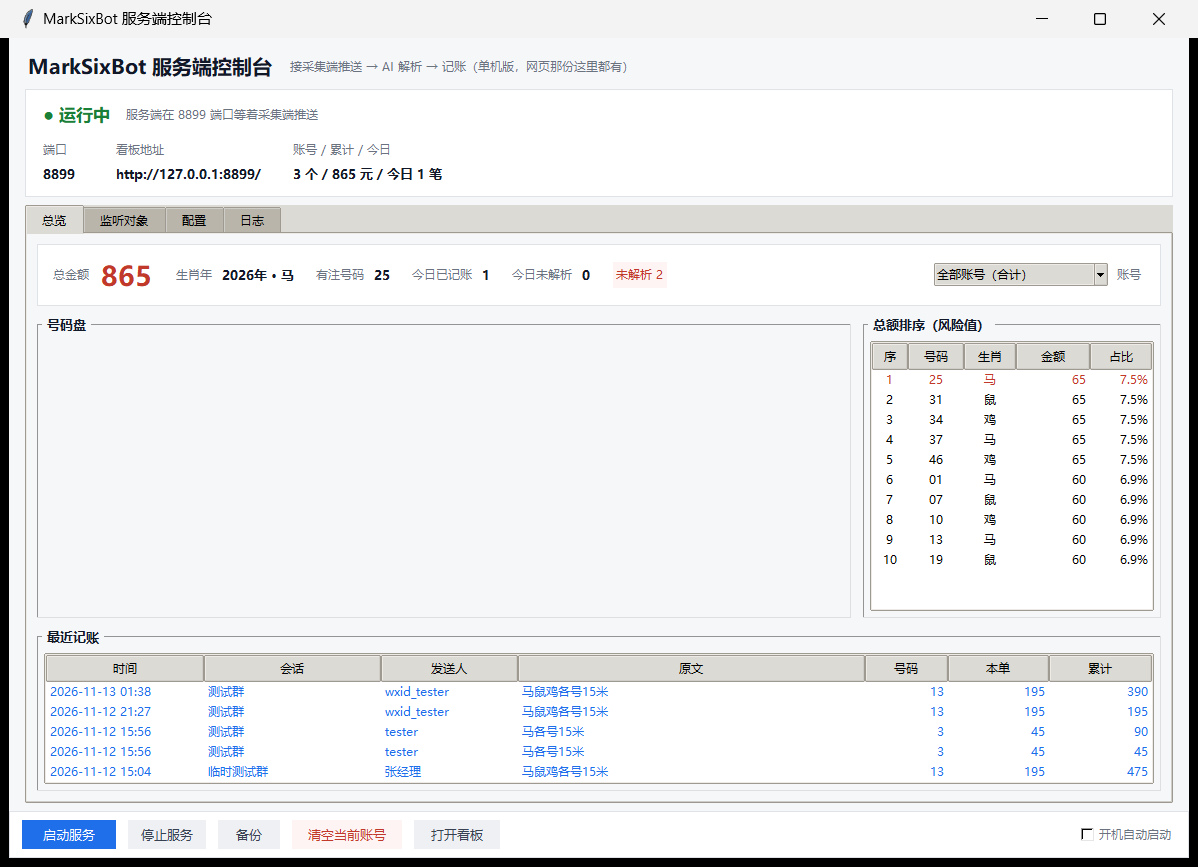 MarkSixBot 服务端控制台
MarkSixBot 服务端控制台 接采集端推送 → AI 解析 → 记账（单机版，网页那份这里都有）
● 运行中 服务端在 8899 端口等着采集端推送
端口 看板地址 账号 / 累计 / 今日
8899 http://127.0.0.1:8899/ 3 个 / 865 元 / 今日 1 笔
总览 监听对象 配置 日志
总金额 865 生肖年 2026年 · 马 有注号码 25 今日已记账 1 今日未解析 0 未解析 2 全部账号（合计） 账号
号码盘
总额排序（风险值）
序 号码 生肖 金额 占比
1 25 马 65 7.5%
2 31 鼠 65 7.5%
3 34 鸡 65 7.5%
4 37 马 65 7.5%
5 46 鸡 65 7.5%
6 01 马 60 6.9%
7 07 鼠 60 6.9%
8 10 鸡 60 6.9%
9 13 马 60 6.9%
10 19 鼠 60 6.9%
最近记账
时间 会话 发送人 原文 号码 本单 累计
2026-11-13 01:38 测试群 wxid_tester 马鼠鸡各号15米 13 195 390
2026-11-12 21:27 测试群 wxid_tester 马鼠鸡各号15米 13 195 195
2026-11-12 15:56 测试群 tester 马各号15米 3 45 90
2026-11-12 15:56 测试群 tester 马各号15米 3 45 45
2026-11-12 15:04 临时测试群 张经理 马鼠鸡各号15米 13 195 475
启动服务 停止服务 备份 清空当前账号 打开看板 开机自动启动